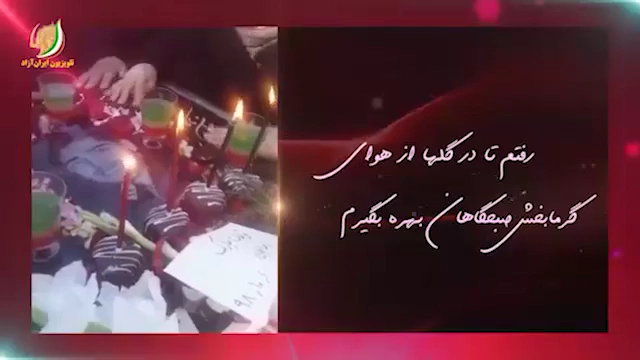 تلویزیون ایران آزاد
رفتم تا در گلها از هوای
گرمابخش صبحگاهان بهره بگیرم